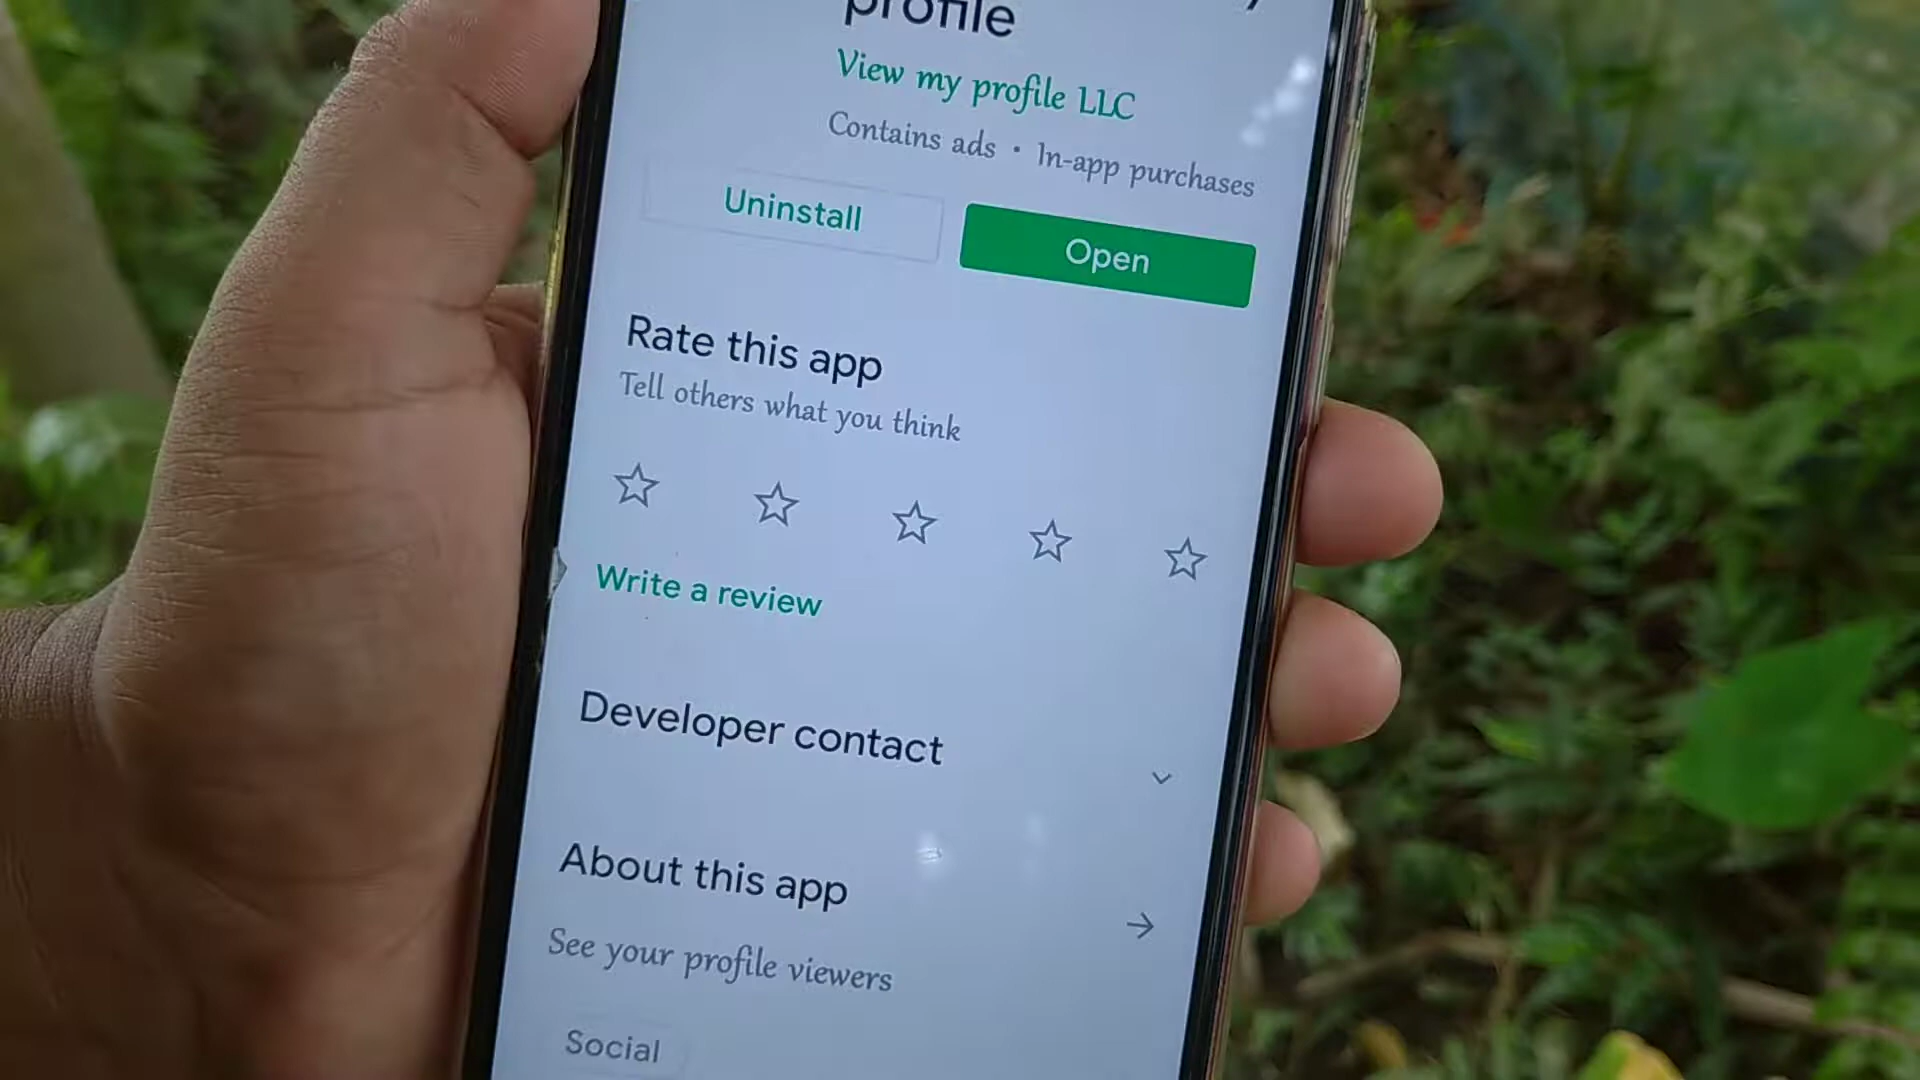 profile
View my profile LLC
Contains ads • In-app purchases
Uninstall
Open
Rate this app
Tell others what you think
Write a review
Developer contact
About this app
See your profile viewers
Social